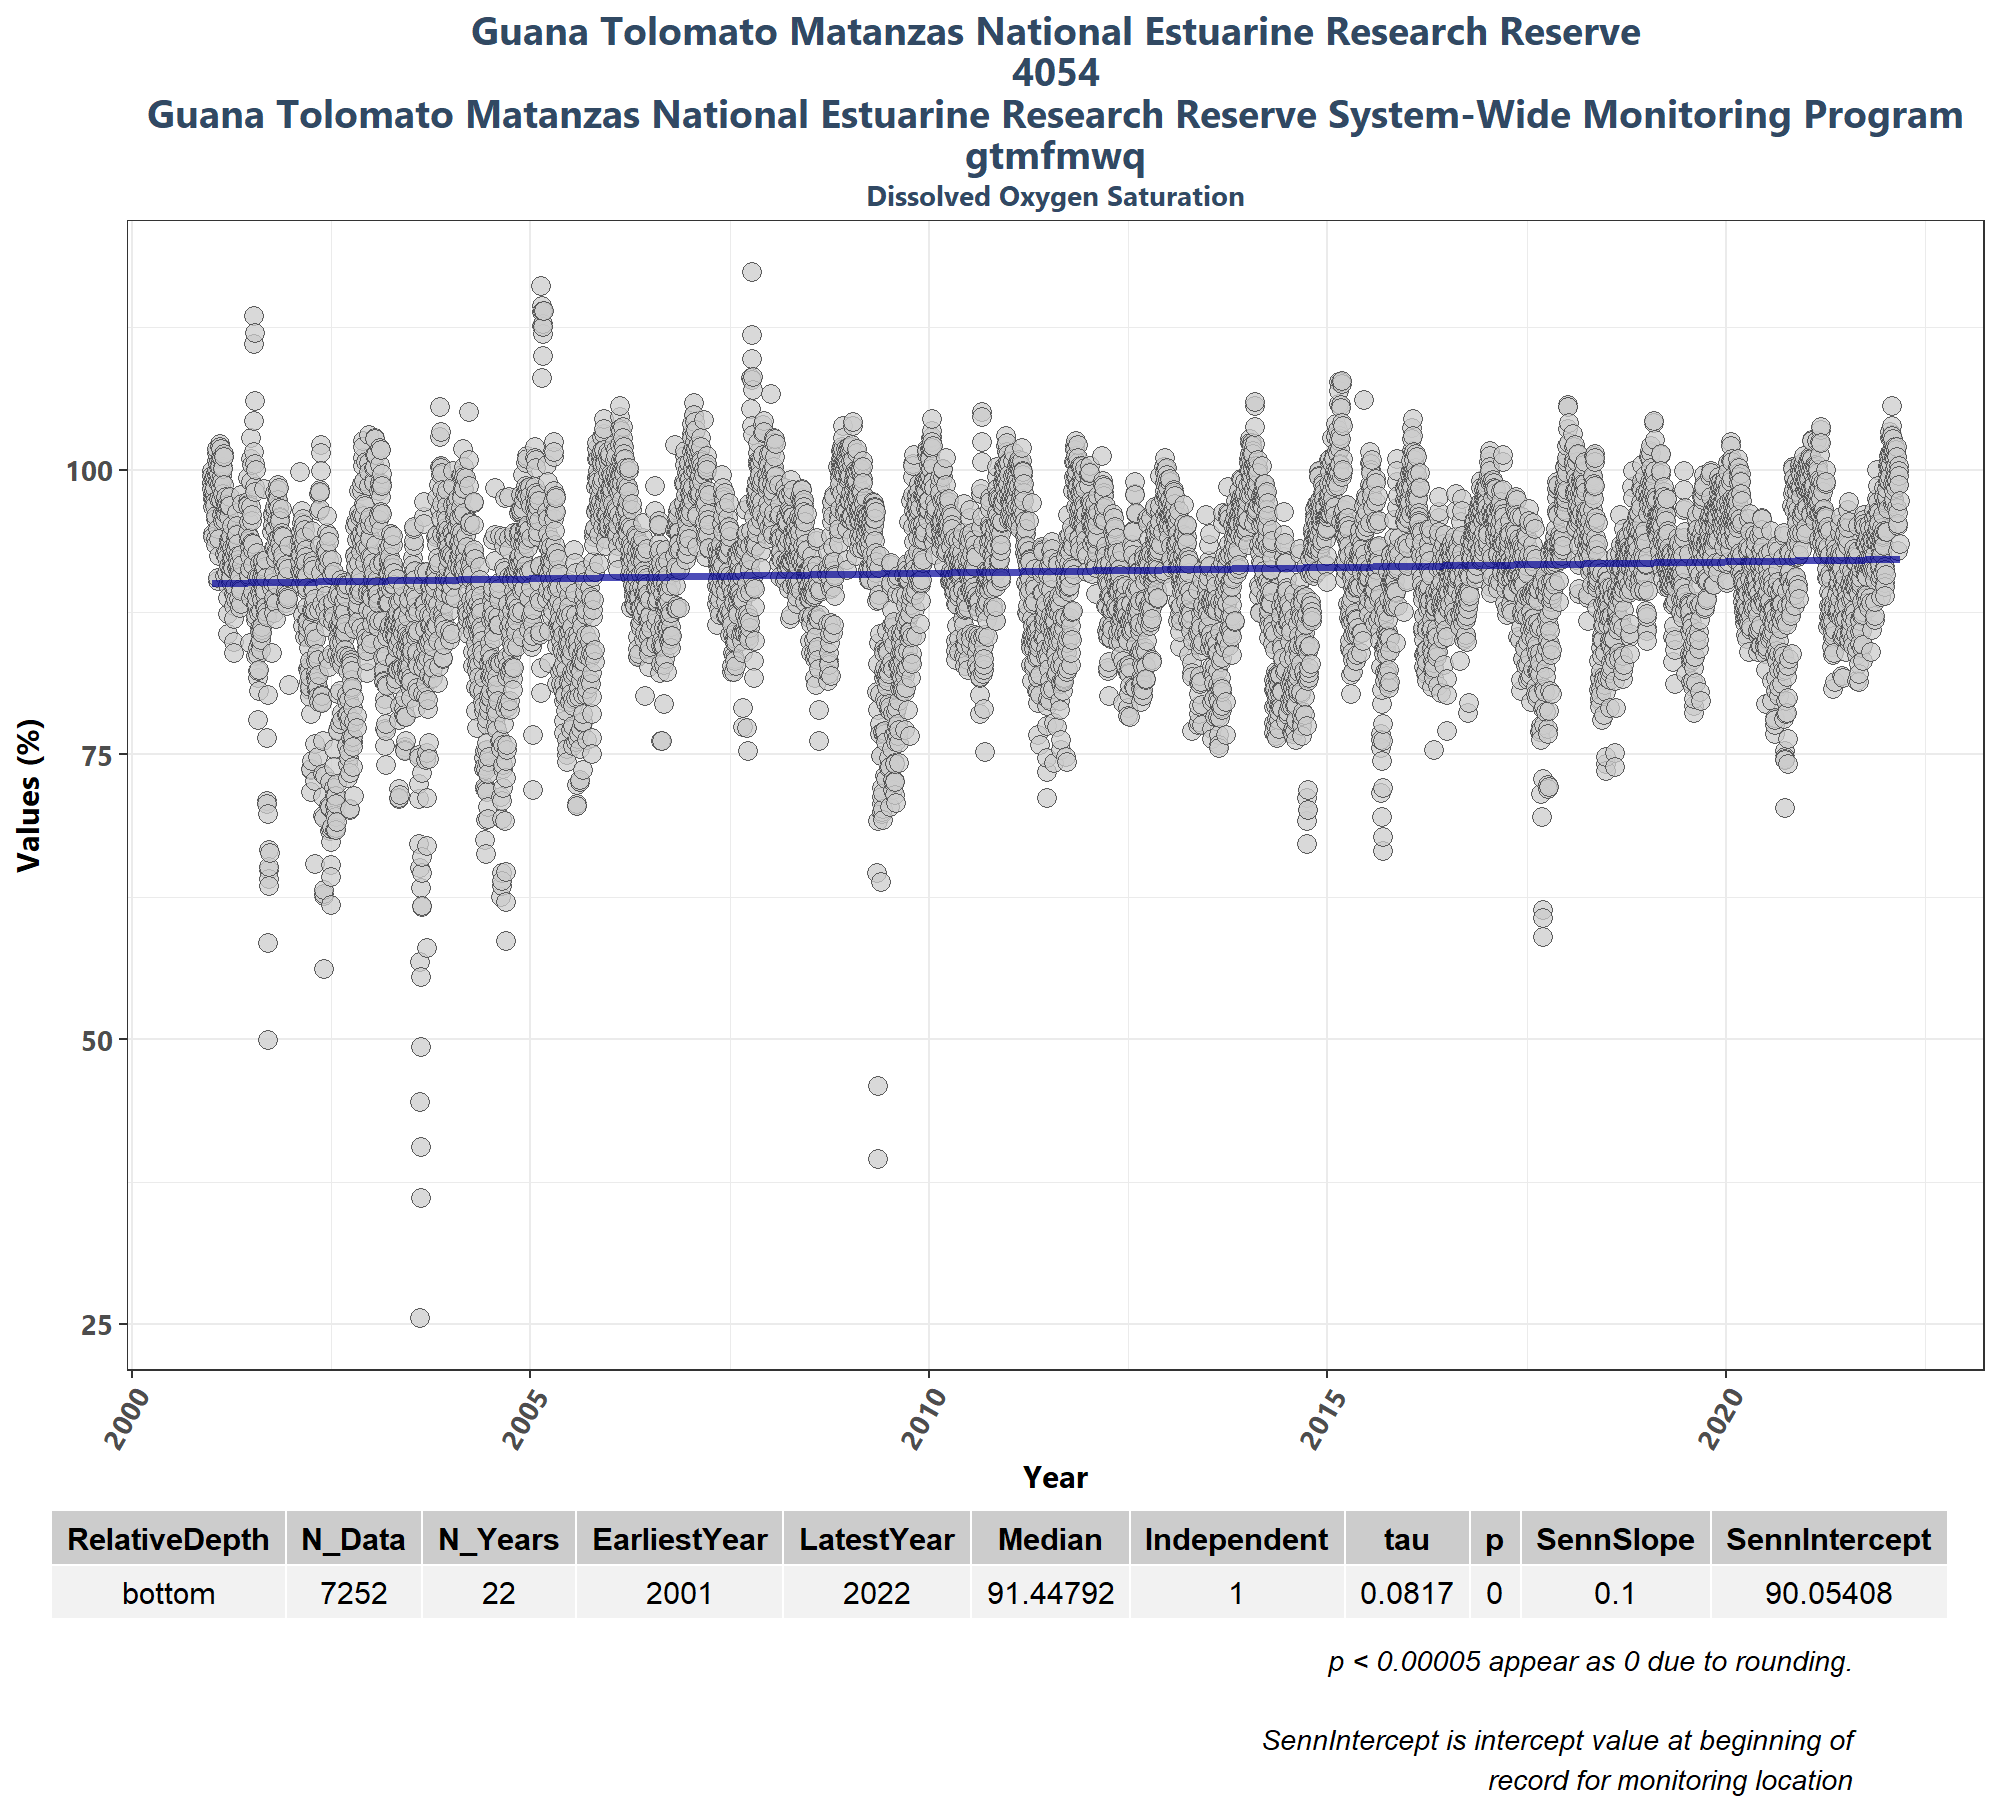 Guana Tolomato Matanzas National Estuarine Research Reserve
4054
Guana Tolomato Matanzas National Estuarine Research Reserve System-Wide Monitoring Program
gtmfmwq
Dissolved Oxygen Saturation
Values (%)
100
75
50
25
2000 2005 2010 2015 2020
Year
RelativeDepth N_Data N_Years EarliestYear LatestYear Median Independent tau p SennSlope SennIntercept
bottom 7252 22 2001 2022 91.44792 1 0.0817 0 0.1 90.05408
p < 0.00005 appear as 0 due to rounding.
SennIntercept is intercept value at beginning of
record for monitoring location